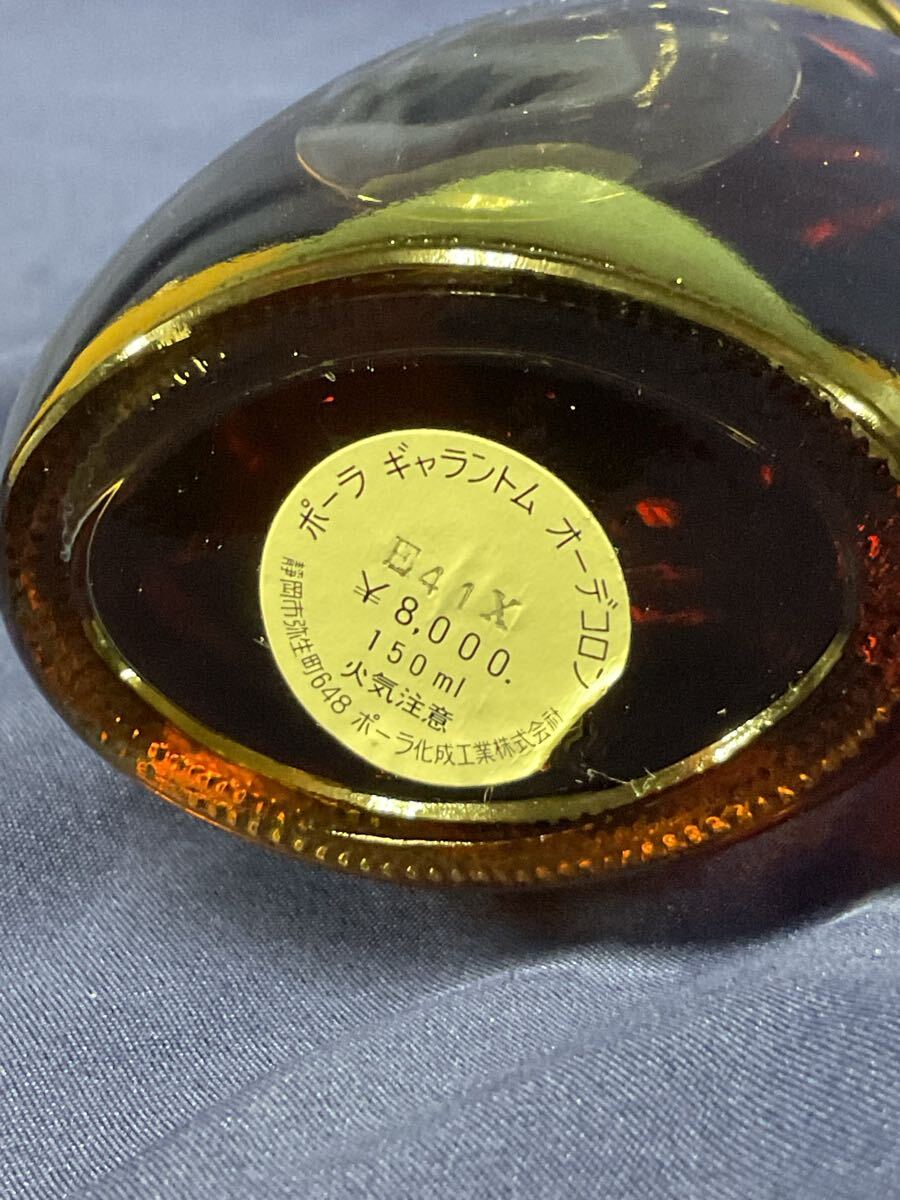 ポーラ ギャラントム オーデコロン
E41X
¥8,000.
150ml
火気注意
静岡市弥生町648 ポーラ化成工業株式会社